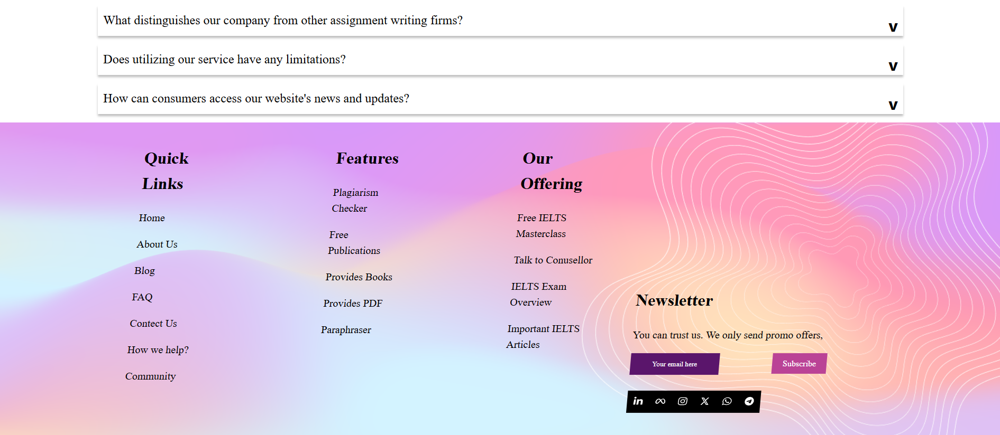 What distinguishes our company from other assignment writing firms?
v
Does utilizing our service have any limitations?
v
How can consumers access our website's news and updates?
v
Quick
Links
Home
About Us
Blog
FAQ
Contect Us
How we help?
Community
Features
Plagiarism
Checker
Free
Publications
Provides Books
Provides PDF
Paraphraser
Our
Offering
Free IELTS
Masterclass
Talk to Conusellor
IELTS Exam
Overview
Important IELTS
Articles
Newsletter
You can trust us. We only send promo offers,
Your email here
Subscribe